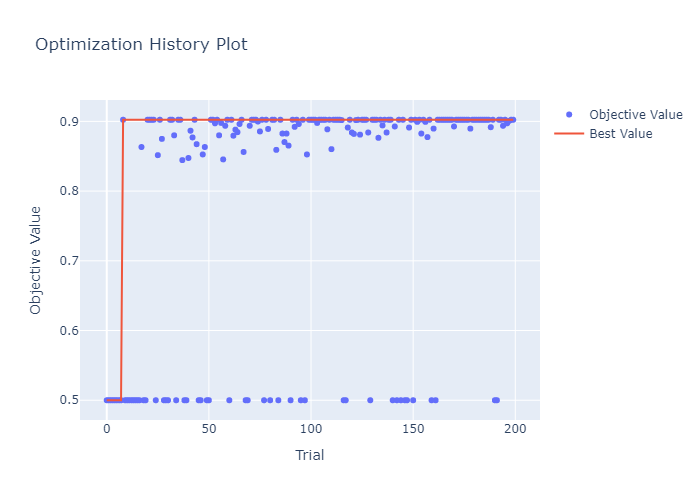 Optimization History Plot
Objective Value
Best Value
0.9
0.8
0.7
0.6
0.5
Objective Value
0
50
100
150
200
Trial